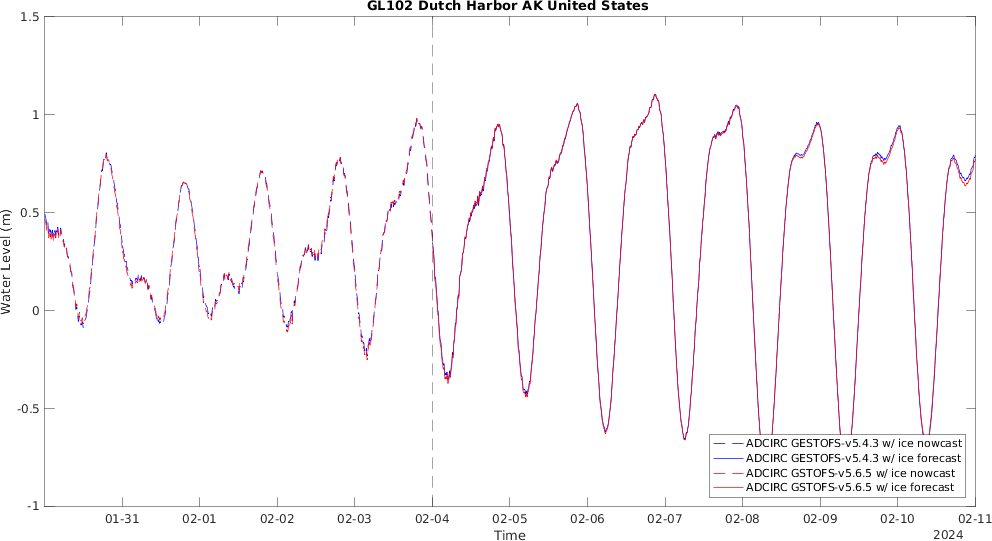 GL102 Dutch Harbor AK United States
1.5
1
0.5
0
-0.5
-1
Water Level (m)
ADCIRC GESTOFS-v5.4.3 w/ ice nowcast
ADCIRC GESTOFS-v5.4.3 w/ ice forecast
ADCIRC GSTOFS-v5.6.5 w/ ice nowcast
ADCIRC GSTOFS-v5.6.5 w/ ice forecast
01-31 02-01 02-02 02-03 02-04 02-05 02-06 02-07 02-08 02-09 02-10 02-11
Time
2024